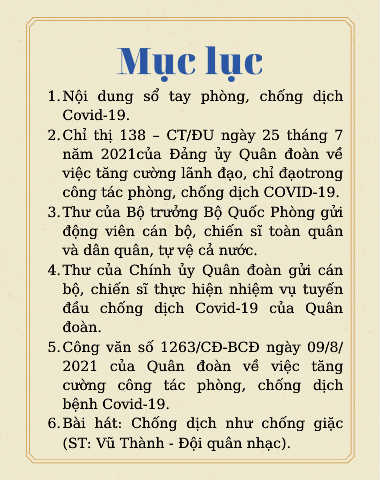 Mục lục
1. Nội dung sổ tay phòng, chống dịch
Covid-19.
2. Chỉ thị 138 – CT/ĐU ngày 25 tháng 7
năm 2021của Đảng ủy Quân đoàn về
việc tăng cường lãnh đạo, chỉ đạotrong
công tác phòng, chống dịch COVID-19.
3. Thư của Bộ trưởng Bộ Quốc Phòng gửi
động viên cán bộ, chiến sĩ toàn quân
và dân quân, tự vệ cả nước.
4. Thư của Chính ủy Quân đoàn gửi cán
bộ, chiến sĩ thực hiện nhiệm vụ tuyến
đầu chống dịch Covid-19 của Quân
đoàn.
5. Công văn số 1263/CĐ-BCĐ ngày 09/8/
2021 của Quân đoàn về việc tăng
cường công tác phòng, chống dịch
bệnh Covid-19.
6. Bài hát: Chống dịch như chống giặc
(ST: Vũ Thành - Đội quân nhạc).